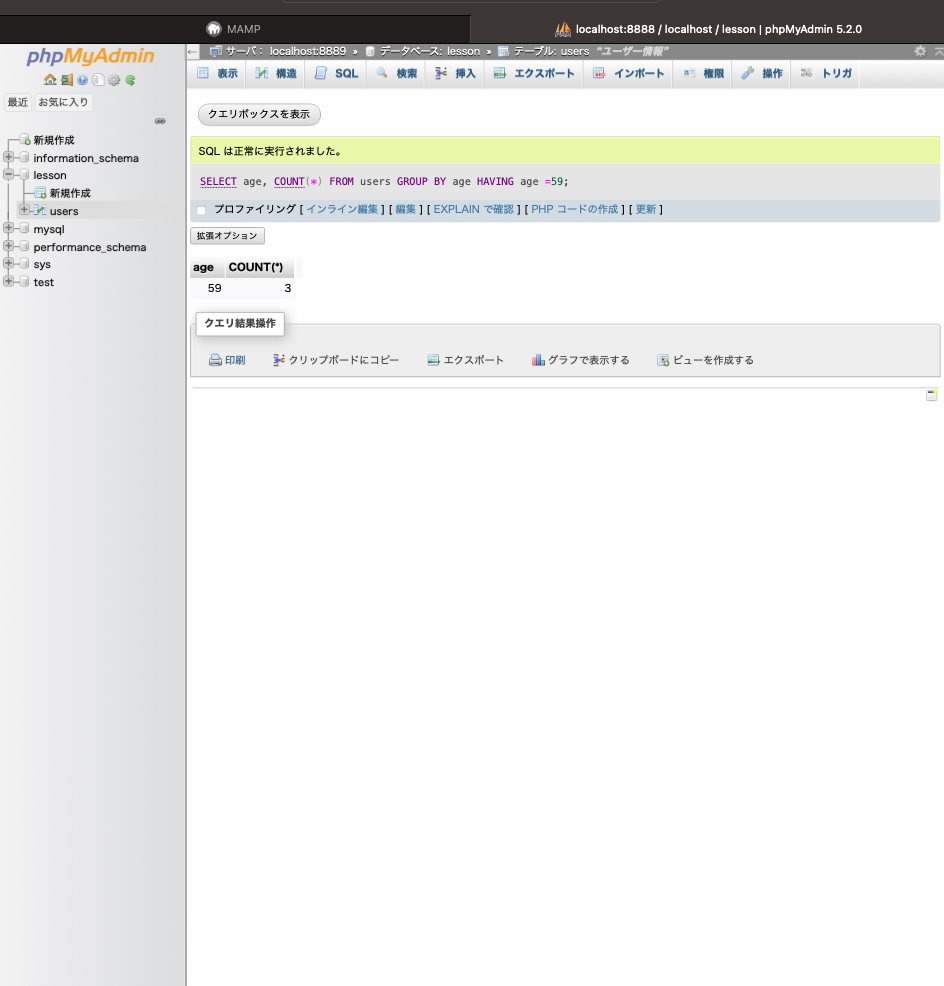 MAMP
localhost:8888 / localhost / lesson | phpMyAdmin 5.2.0
phpMyAdmin
最近 お気に入り
新規作成
information_schema
lesson
新規作成
users
mysql
performance_schema
sys
test
サーバ: localhost:8889 » データベース: lesson » テーブル: users "ユーザー情報"
表示 構造 SQL 検索 挿入 エクスポート インポート 権限 操作 トリガ
クエリボックスを表示
SQL は正常に実行されました。
SELECT age, COUNT(*) FROM users GROUP BY age HAVING age =59;
プロファイリング [ インライン編集 ] [ 編集 ] [ EXPLAIN で確認 ] [ PHP コードの作成 ] [ 更新 ]
拡張オプション
age COUNT(*)
59 3
クエリ結果操作
印刷 クリップボードにコピー エクスポート グラフで表示する ビューを作成する